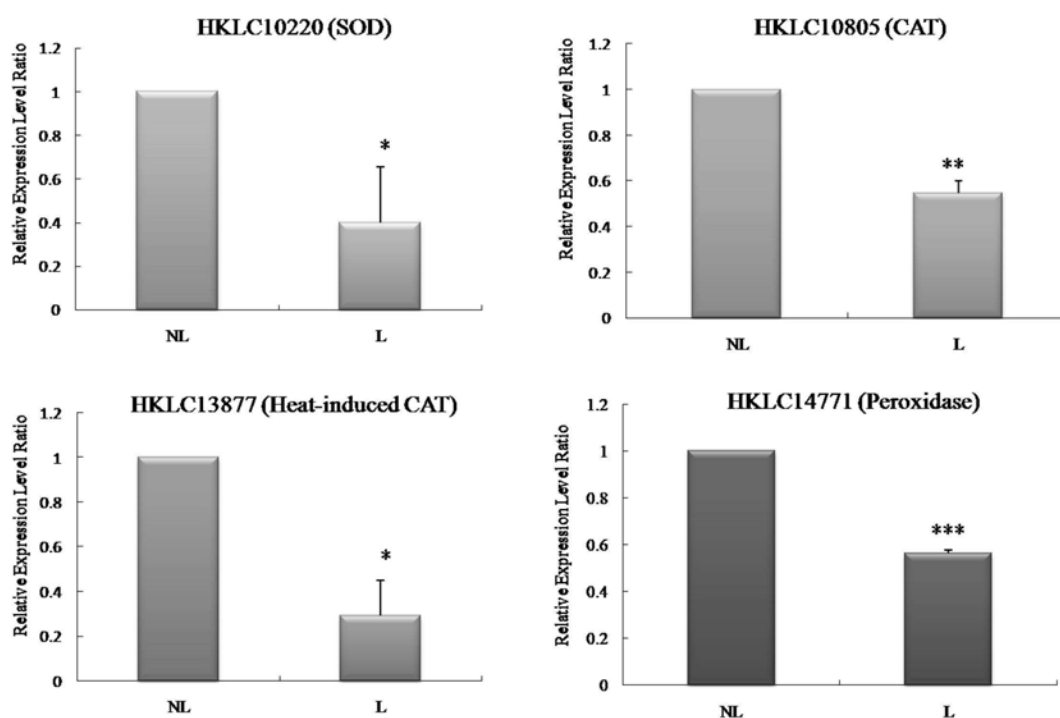 HKLC10220 (SOD)
Relative Expression Level Ratio
1.2
1
0.8
0.6
0.4
0.2
0
*
NL
L
HKLC10805 (CAT)
Relative Expression Level Ratio
1.2
1
0.8
0.6
0.4
0.2
0
**
NL
L
HKLC13877 (Heat-induced CAT)
Relative Expression Level Ratio
1.2
1
0.8
0.6
0.4
0.2
0
*
NL
L
HKLC14771 (Peroxidase)
Relative Expression Level Ratio
1.2
1
0.8
0.6
0.4
0.2
0
***
NL
L